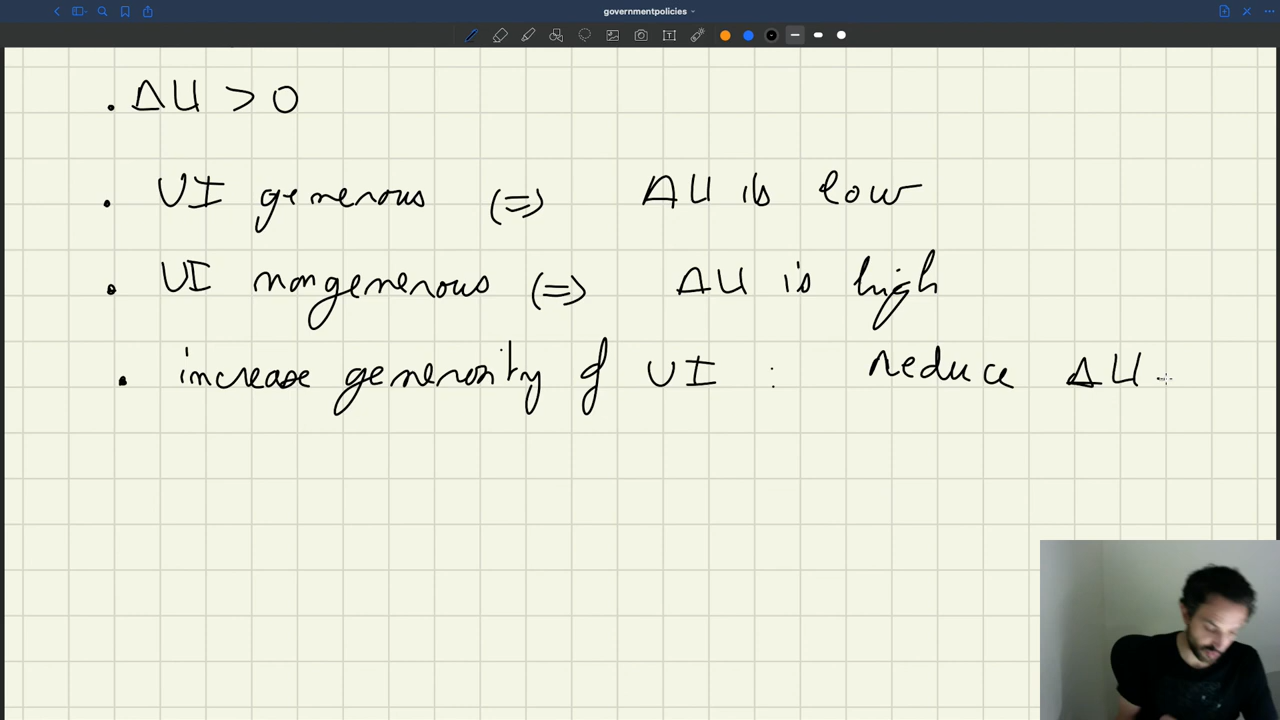 governmentpolicies
. ΔU > 0
. UI generous (=) ΔU is low
. UI nongenerous (=) ΔU is high
. increase generosity of UI : reduce ΔU